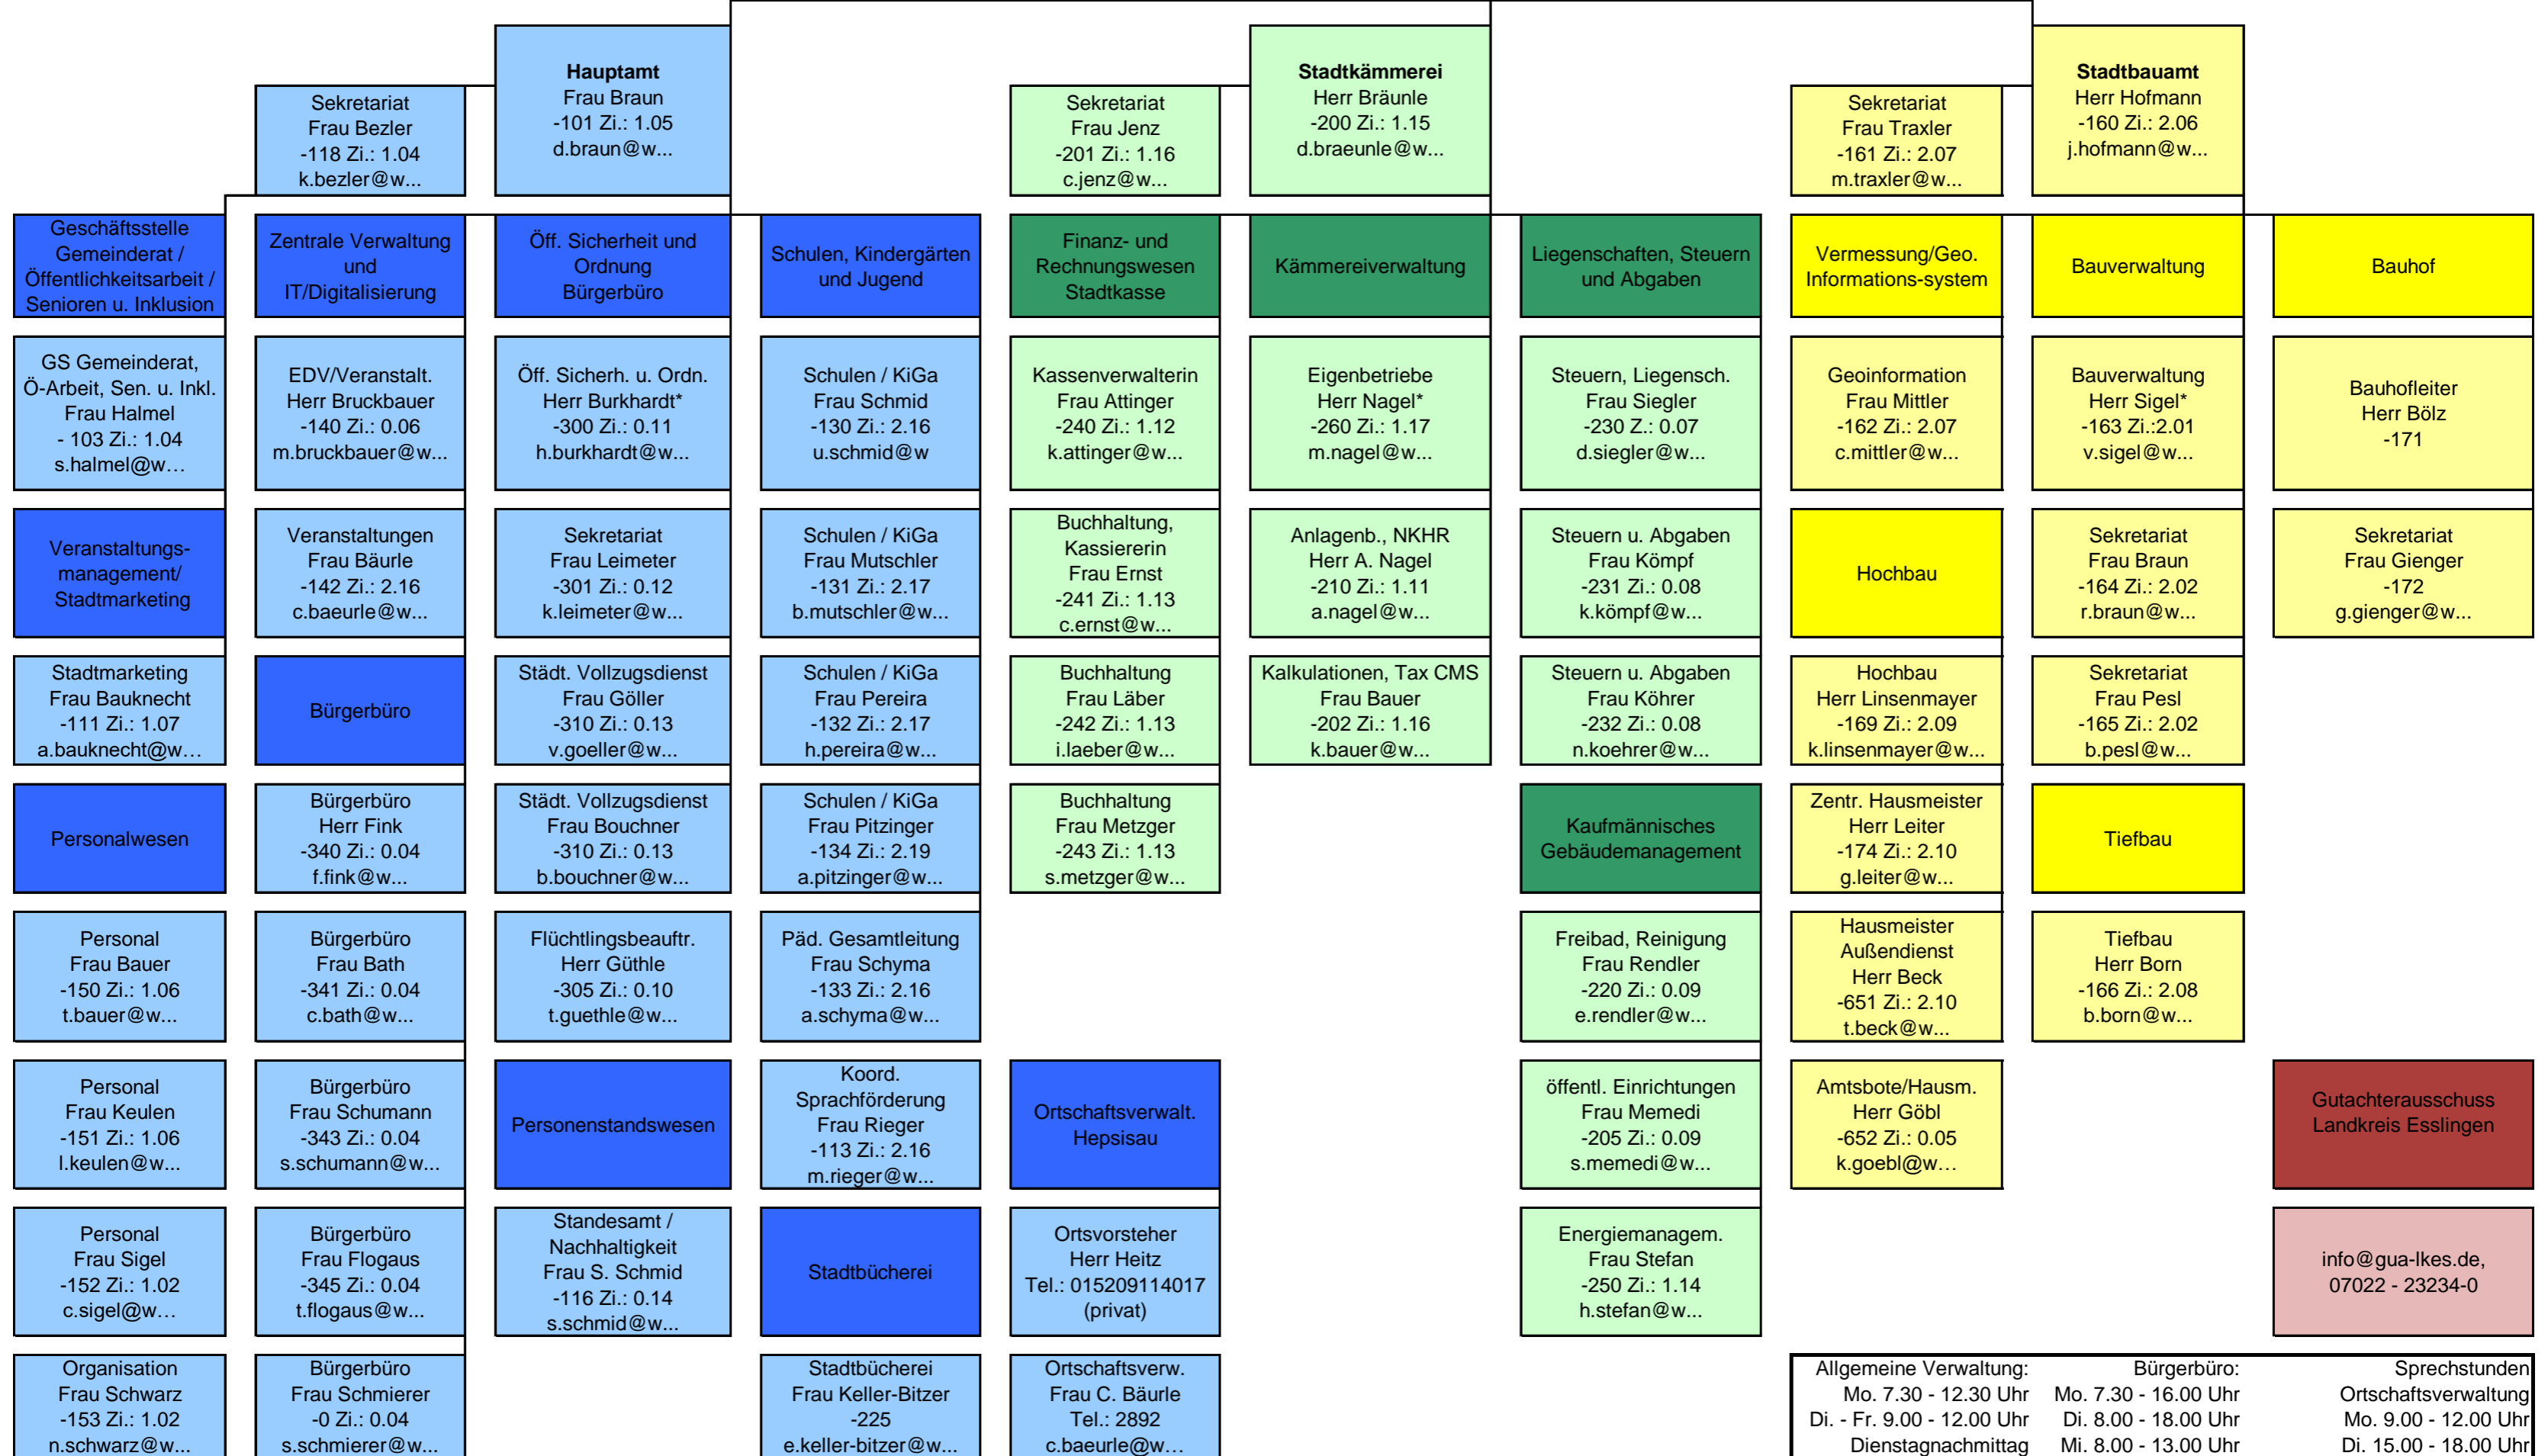 Hauptamt
Frau Braun
-101 Zi.: 1.05
d.braun@w...
Stadtkämmerei
Herr Bräunle
-200 Zi.: 1.15
d.braeunle@w...
Stadtbauamt
Herr Hofmann
-160 Zi.: 2.06
j.hofmann@w...
Sekretariat
Frau Bezler
-118 Zi.: 1.04
k.bezler@w...
Sekretariat
Frau Jenz
-201 Zi.: 1.16
c.jenz@w...
Sekretariat
Frau Traxler
-161 Zi.: 2.07
m.traxler@w...
Geschäftsstelle
Gemeinderat /
Öffentlichkeitsarbeit /
Senioren u. Inklusion
Zentrale Verwaltung
und
IT/Digitalisierung
Öff. Sicherheit und
Ordnung
Bürgerbüro
Schulen, Kindergärten
und Jugend
Finanz- und
Rechnungswesen
Stadtkasse
Kämmereiverwaltung
Liegenschaften, Steuern
und Abgaben
Vermessung/Geo.
Informations-system
Bauverwaltung
Bauhof
GS Gemeinderat,
Ö-Arbeit, Sen. u. Inkl.
Frau Halmel
- 103 Zi.: 1.04
s.halmel@w…
EDV/Veranstalt.
Herr Bruckbauer
-140 Zi.: 0.06
m.bruckbauer@w...
Öff. Sicherh. u. Ordn.
Herr Burkhardt*
-300 Zi.: 0.11
h.burkhardt@w...
Schulen / KiGa
Frau Schmid
-130 Zi.: 2.16
u.schmid@w
Kassenverwalterin
Frau Attinger
-240 Zi.: 1.12
k.attinger@w...
Eigenbetriebe
Herr Nagel*
-260 Zi.: 1.17
m.nagel@w...
Steuern, Liegensch.
Frau Siegler
-230 Z.: 0.07
d.siegler@w...
Geoinformation
Frau Mittler
-162 Zi.: 2.07
c.mittler@w...
Bauverwaltung
Herr Sigel*
-163 Zi.:2.01
v.sigel@w...
Bauhofleiter
Herr Bölz
-171
Veranstaltungs-
management/
Stadtmarketing
Veranstaltungen
Frau Bäurle
-142 Zi.: 2.16
c.baeurle@w...
Sekretariat
Frau Leimeter
-301 Zi.: 0.12
k.leimeter@w...
Schulen / KiGa
Frau Mutschler
-131 Zi.: 2.17
b.mutschler@w...
Buchhaltung,
Kassiererin
Frau Ernst
-241 Zi.: 1.13
c.ernst@w...
Anlagenb., NKHR
Herr A. Nagel
-210 Zi.: 1.11
a.nagel@w...
Steuern u. Abgaben
Frau Kömpf
-231 Zi.: 0.08
k.kömpf@w...
Hochbau
Sekretariat
Frau Braun
-164 Zi.: 2.02
r.braun@w...
Sekretariat
Frau Gienger
-172
g.gienger@w...
Stadtmarketing
Frau Bauknecht
-111 Zi.: 1.07
a.bauknecht@w…
Bürgerbüro
Städt. Vollzugsdienst
Frau Göller
-310 Zi.: 0.13
v.goeller@w...
Schulen / KiGa
Frau Pereira
-132 Zi.: 2.17
h.pereira@w...
Buchhaltung
Frau Läber
-242 Zi.: 1.13
i.laeber@w...
Kalkulationen, Tax CMS
Frau Bauer
-202 Zi.: 1.16
k.bauer@w...
Steuern u. Abgaben
Frau Köhrer
-232 Zi.: 0.08
n.koehrer@w...
Hochbau
Herr Linsenmayer
-169 Zi.: 2.09
k.linsenmayer@w...
Sekretariat
Frau Pesl
-165 Zi.: 2.02
b.pesl@w...
Personalwesen
Bürgerbüro
Herr Fink
-340 Zi.: 0.04
f.fink@w...
Städt. Vollzugsdienst
Frau Bouchner
-310 Zi.: 0.13
b.bouchner@w...
Schulen / KiGa
Frau Pitzinger
-134 Zi.: 2.19
a.pitzinger@w...
Buchhaltung
Frau Metzger
-243 Zi.: 1.13
s.metzger@w...
Kaufmännisches
Gebäudemanagement
Zentr. Hausmeister
Herr Leiter
-174 Zi.: 2.10
g.leiter@w...
Tiefbau
Personal
Frau Bauer
-150 Zi.: 1.06
t.bauer@w...
Bürgerbüro
Frau Bath
-341 Zi.: 0.04
c.bath@w...
Flüchtlingsbeauftr.
Herr Güthle
-305 Zi.: 0.10
t.guethle@w...
Päd. Gesamtleitung
Frau Schyma
-133 Zi.: 2.16
a.schyma@w...
Freibad, Reinigung
Frau Rendler
-220 Zi.: 0.09
e.rendler@w...
Hausmeister
Außendienst
Herr Beck
-651 Zi.: 2.10
t.beck@w...
Tiefbau
Herr Born
-166 Zi.: 2.08
b.born@w...
Personal
Frau Keulen
-151 Zi.: 1.06
l.keulen@w...
Bürgerbüro
Frau Schumann
-343 Zi.: 0.04
s.schumann@w...
Personenstandswesen
Koord.
Sprachförderung
Frau Rieger
-113 Zi.: 2.16
m.rieger@w...
Ortschaftsverwalt.
Hepsisau
öffentl. Einrichtungen
Frau Memedi
-205 Zi.: 0.09
s.memedi@w...
Amtsbote/Hausm.
Herr Göbl
-652 Zi.: 0.05
k.goebl@w…
Gutachterausschuss
Landkreis Esslingen
Personal
Frau Sigel
-152 Zi.: 1.02
c.sigel@w…
Bürgerbüro
Frau Flogaus
-345 Zi.: 0.04
t.flogaus@w...
Standesamt /
Nachhaltigkeit
Frau S. Schmid
-116 Zi.: 0.14
s.schmid@w...
Stadtbücherei
Ortsvorsteher
Herr Heitz
Tel.: 015209114017
(privat)
Energiemanagem.
Frau Stefan
-250 Zi.: 1.14
h.stefan@w...
info@gua-lkes.de,
07022 - 23234-0
Organisation
Frau Schwarz
-153 Zi.: 1.02
n.schwarz@w...
Bürgerbüro
Frau Schmierer
-0 Zi.: 0.04
s.schmierer@w...
Stadtbücherei
Frau Keller-Bitzer
-225
e.keller-bitzer@w...
Ortschaftsverw.
Frau C. Bäurle
Tel.: 2892
c.baeurle@w…
Allgemeine Verwaltung:
Mo. 7.30 - 12.30 Uhr
Di. - Fr. 9.00 - 12.00 Uhr
Dienstagnachmittag
Bürgerbüro:
Mo. 7.30 - 16.00 Uhr
Di. 8.00 - 18.00 Uhr
Mi. 8.00 - 13.00 Uhr
Sprechstunden
Ortschaftsverwaltung
Mo. 9.00 - 12.00 Uhr
Di. 15.00 - 18.00 Uhr